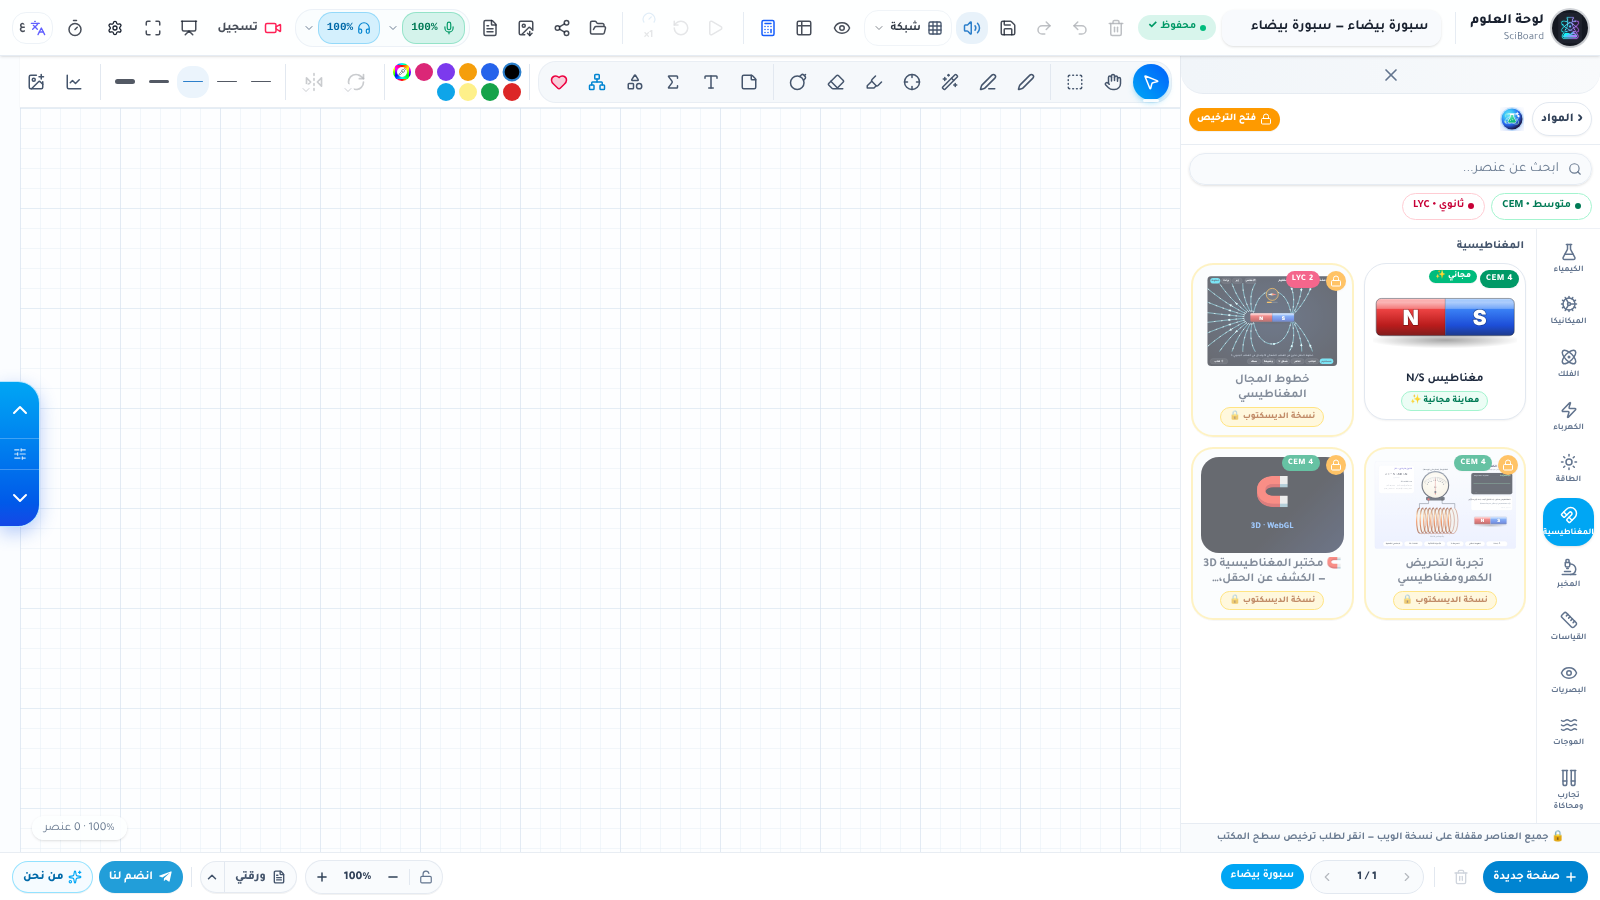 لوحة العلوم
SciBoard
سبورة بيضاء — سبورة بيضاء
محفوظ ✓
شبكة
x1
100%
100%
تسجيل
ع
المواد
فتح الترخيص
ابحث عن عنصر...
متوسط • CEM
ثانوي • LYC
الكيمياء
الميكانيكا
الفلك
الكهرباء
الطاقة
المغناطيسية
المخبر
القياسات
البصريات
الموجات
تجارب
ومحاكاة
المغناطيسية
CEM 4
مجاني ✨
N S
مغناطيس N/S
معاينة مجانية ✨
LYC 2
N S
خطوط المجال
المغناطيسي
نسخة الديسكتوب 🔒
CEM 4
N S
تجربة التحريض
الكهرومغناطيسي
نسخة الديسكتوب 🔒
CEM 4
3D · WebGL
🧲 مختبر المغناطيسية 3D
— الكشف عن الحقل،...
نسخة الديسكتوب 🔒
🔒 جميع العناصر مقفلة على نسخة الويب — انقر لطلب ترخيص سطح المكتب
100% · 0 عنصر
صفحة جديدة
1 / 1
سبورة بيضاء
100%
ورقتي
انضم لنا
من نحن